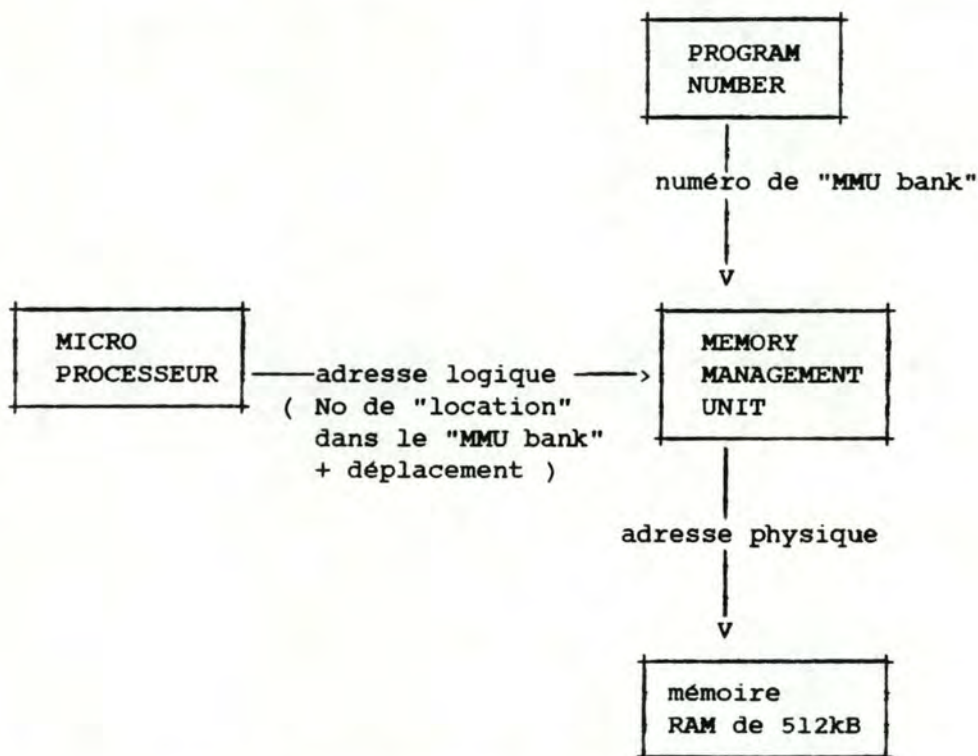 PROGRAM
NUMBER
numéro de "MMU bank"
V
MICRO
PROCESSEUR
adresse logique >
( No de "location"
dans le "MMU bank"
+ déplacement )
MEMORY
MANAGEMENT
UNIT
adresse physique
V
mémoire
RAM de 512kB